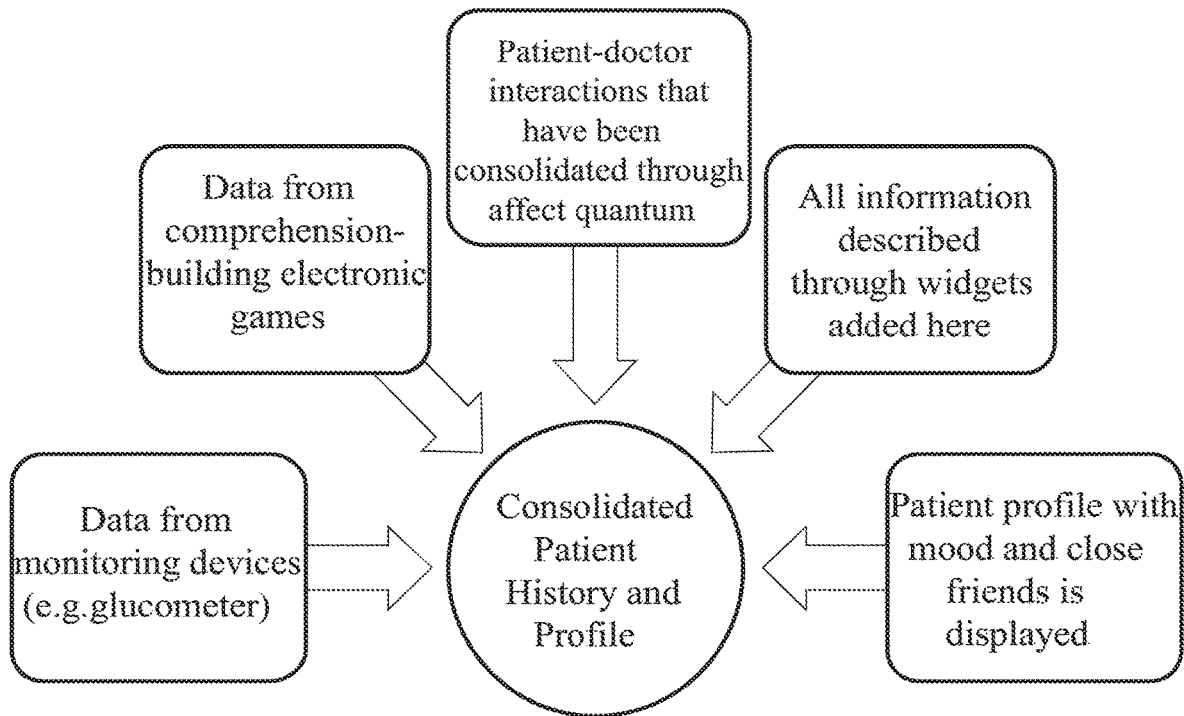 Patient-doctor
interactions that
have been
consolidated through
affect quantum
Data from
comprehension-
building electronic
games
All information
described
through widgets
added here
Data from
monitoring devices
(e.g.glucometer)
Consolidated
Patient
History and
Profile
Patient profile with
mood and close
friends is
displayed